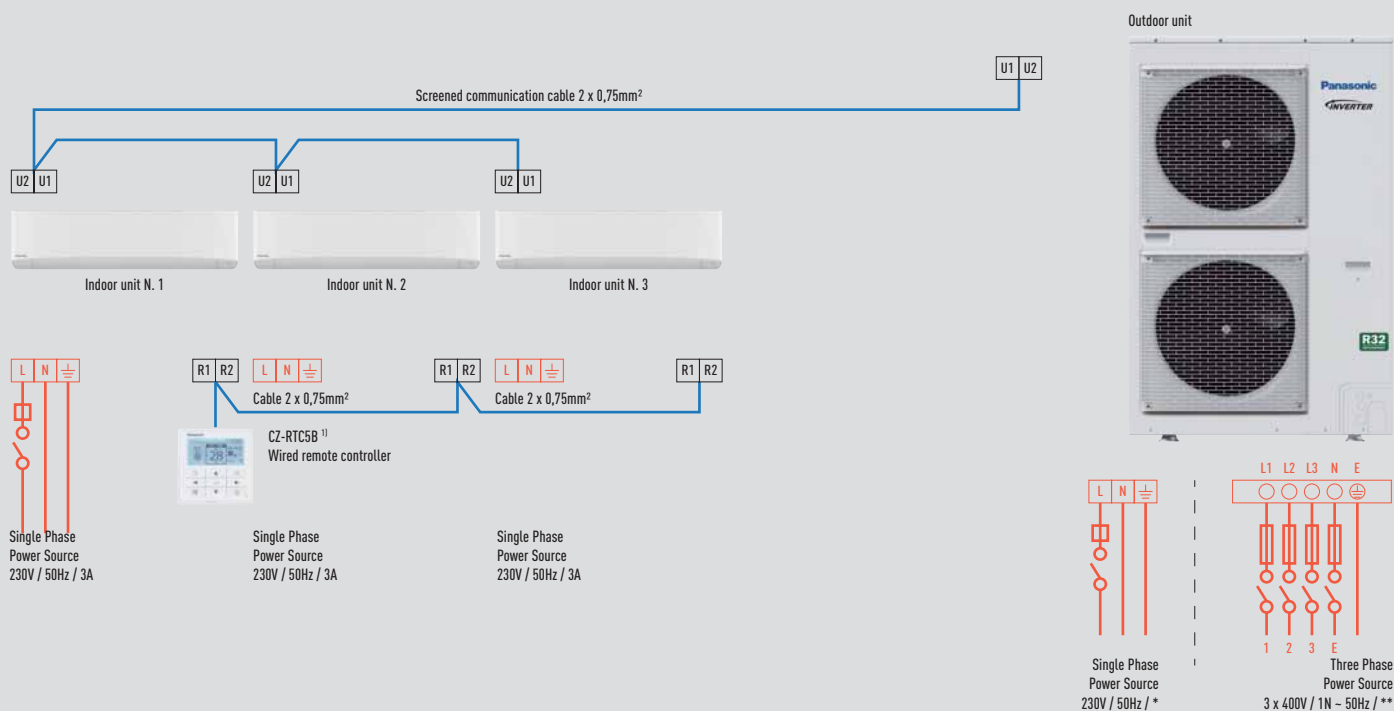 Outdoor unit
U1 U2
Screened communication cable 2 x 0,75mm²
Panasonic
INVERTER
U2 U1
U2 U1
U2 U1
Indoor unit N. 1
Indoor unit N. 2
Indoor unit N. 3
R32
L N
R1 R2
L N
R1 R2
L N
R1 R2
Cable 2 x 0,75mm²
Cable 2 x 0,75mm²
CZ-RTC5B 1)
Wired remote controller
28
L1 L2 L3 N E
L N
Single Phase
Power Source
230V / 50Hz / 3A
Single Phase
Power Source
230V / 50Hz / 3A
Single Phase
Power Source
230V / 50Hz / 3A
1 2 3 E
Single Phase
Power Source
230V / 50Hz / *
Three Phase
Power Source
3 x 400V / 1N ~ 50Hz / **